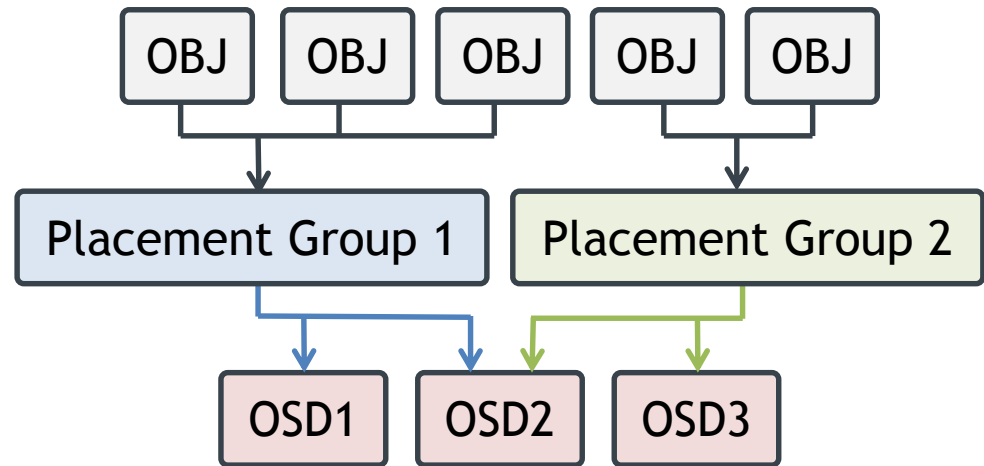 OBJ OBJ OBJ OBJ OBJ
Placement Group 1 Placement Group 2
OSD1 OSD2 OSD3